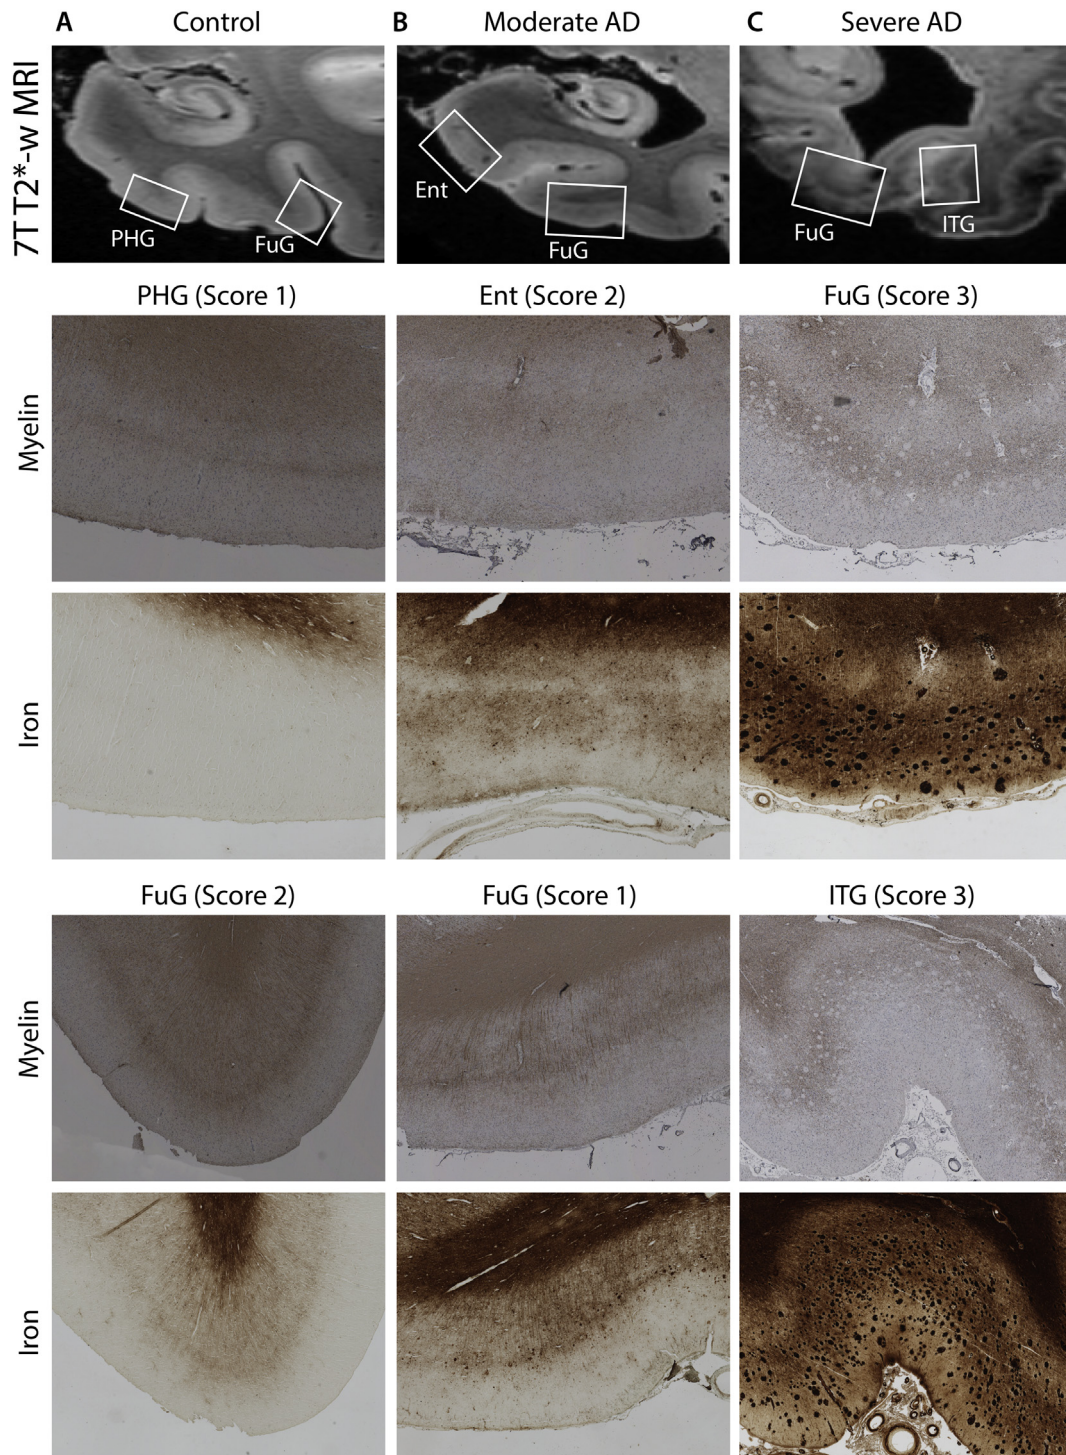 A Control
B Moderate AD
C Severe AD
7T T2*-w MRI
PHG
FuG
Ent
FuG
FuG
ITG
PHG (Score 1)
Ent (Score 2)
FuG (Score 3)
Myelin
Iron
FuG (Score 2)
FuG (Score 1)
ITG (Score 3)
Myelin
Iron